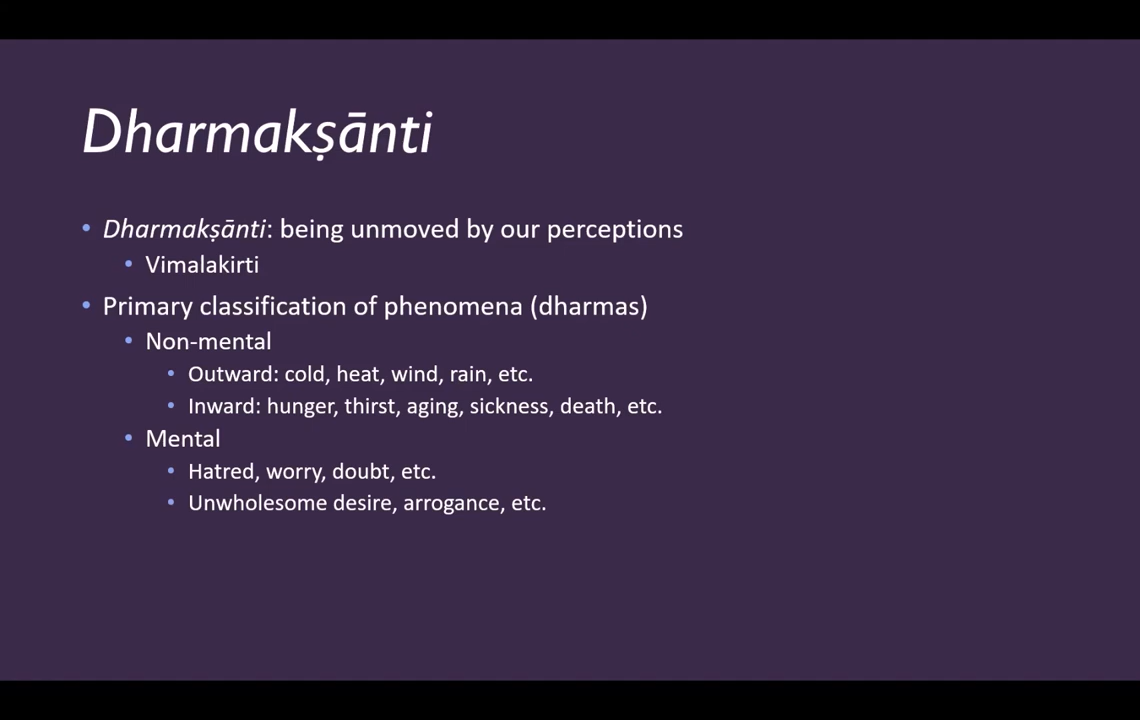 Dharmakṣānti
• Dharmakṣānti: being unmoved by our perceptions
• Vimalakirti
• Primary classification of phenomena (dharmas)
• Non-mental
• Outward: cold, heat, wind, rain, etc.
• Inward: hunger, thirst, aging, sickness, death, etc.
• Mental
• Hatred, worry, doubt, etc.
• Unwholesome desire, arrogance, etc.